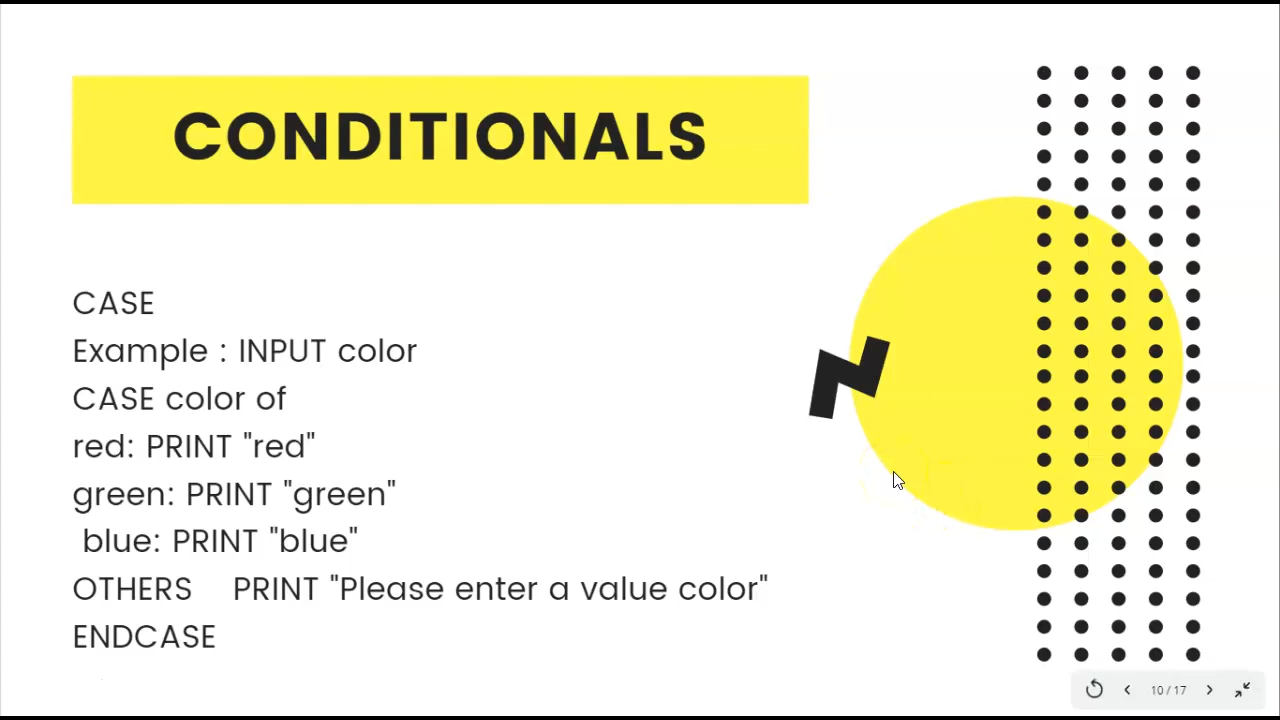 CONDITIONALS
CASE
Example : INPUT color
CASE color of
red: PRINT "red"
green: PRINT "green"
blue: PRINT "blue"
OTHERS    PRINT "Please enter a value color"
ENDCASE
10 / 17